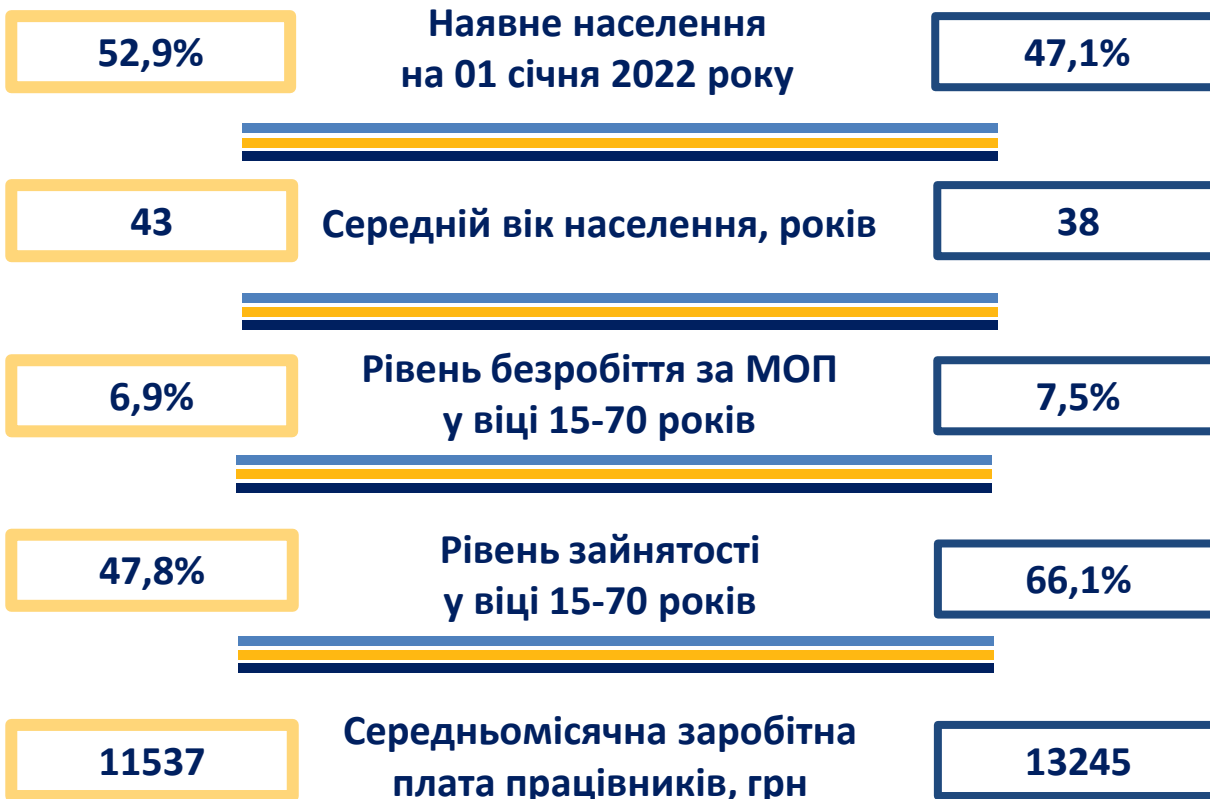 52,9%
Наявне населення
на 01 січня 2022 року
47,1%
43
Середній вік населення, років
38
6,9%
Рівень безробіття за МОП
у віці 15-70 років
7,5%
47,8%
Рівень зайнятості
у віці 15-70 років
66,1%
11537
Середньомісячна заробітна
плата працівників, грн
13245